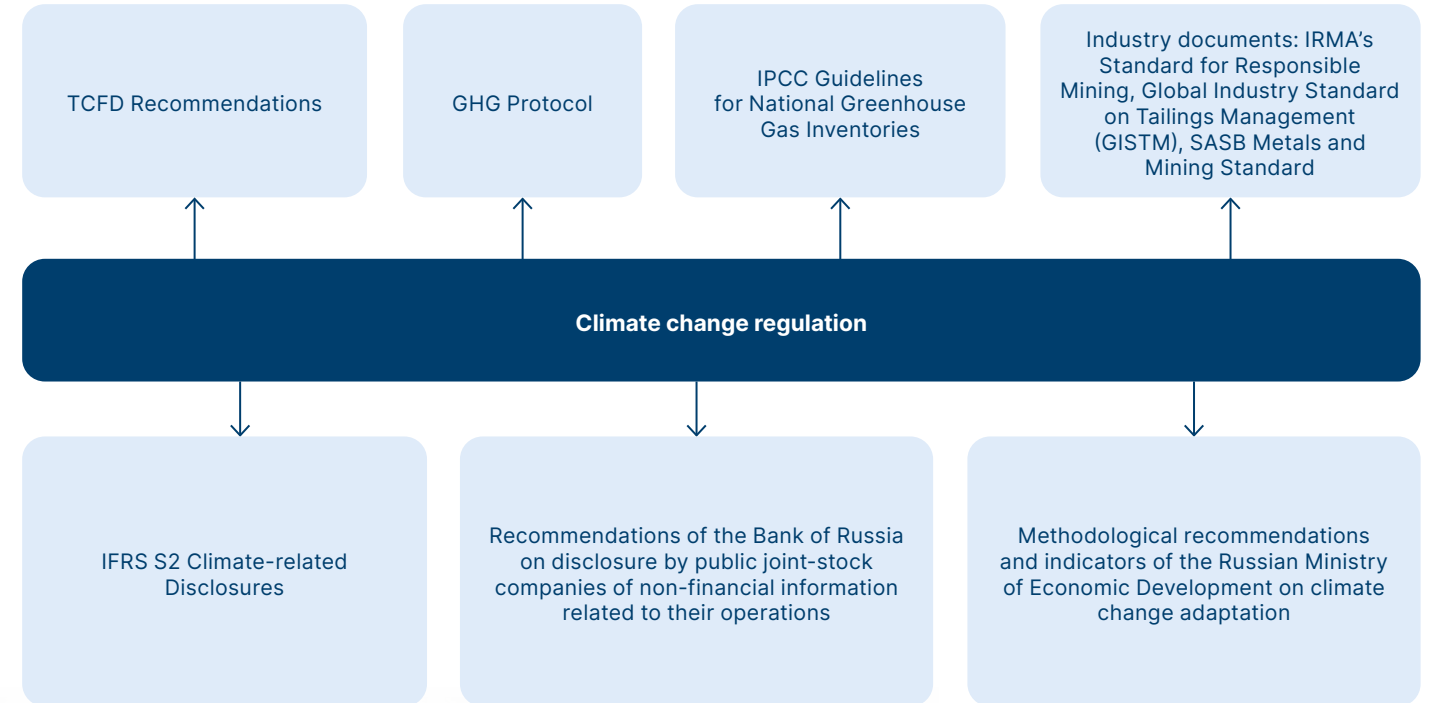 TCFD Recommendations
GHG Protocol
IPCC Guidelines
for National Greenhouse
Gas Inventories
Industry documents: IRMA’s
Standard for Responsible
Mining, Global Industry Standard
on Tailings Management
(GISTM), SASB Metals and
Mining Standard
Climate change regulation
IFRS S2 Climate-related
Disclosures
Recommendations of the Bank of Russia
on disclosure by public joint-stock
companies of non-financial information
related to their operations
Methodological recommendations
and indicators of the Russian Ministry
of Economic Development on climate
change adaptation